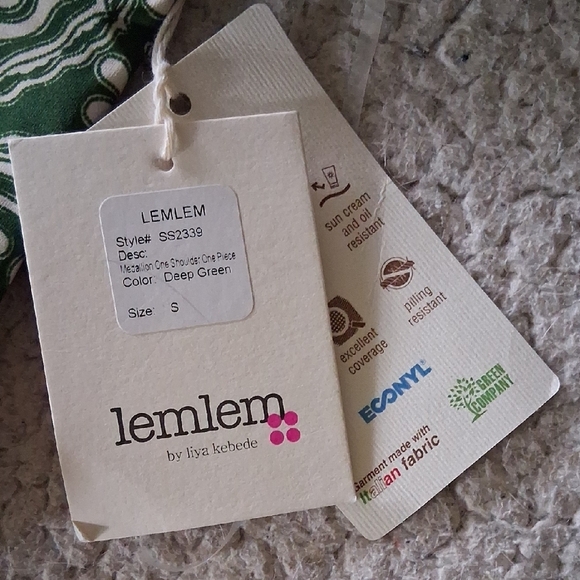 LEMLEM
Style# SS2339
Desc:
Medallion One Shoulder One Piece
Color: Deep Green
Size: S
lemlem
by liya kebede
sun cream
and oil
resistant
pilling
resistant
excellent
coverage
ECONYL®
GREEN
COMPANY
Garment made with
Italian fabric